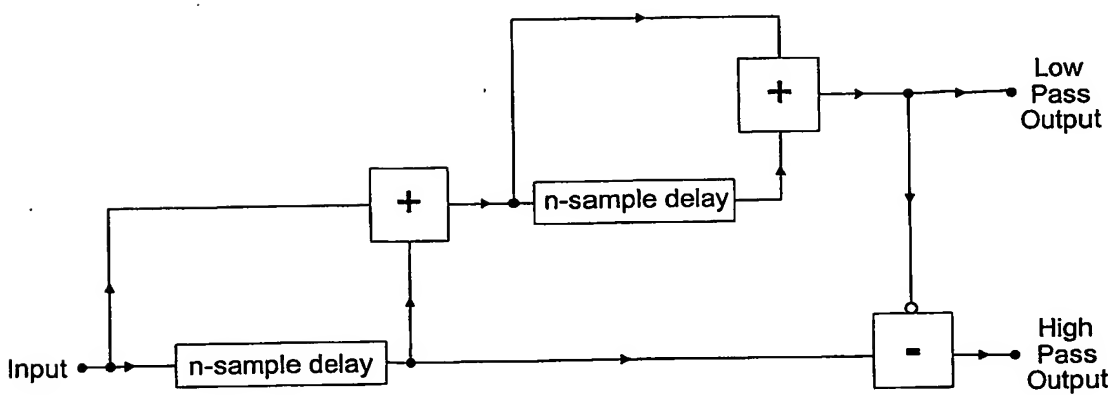 Low
Pass
Output
+
+
n-sample delay
Input
n-sample delay
-
High
Pass
Output